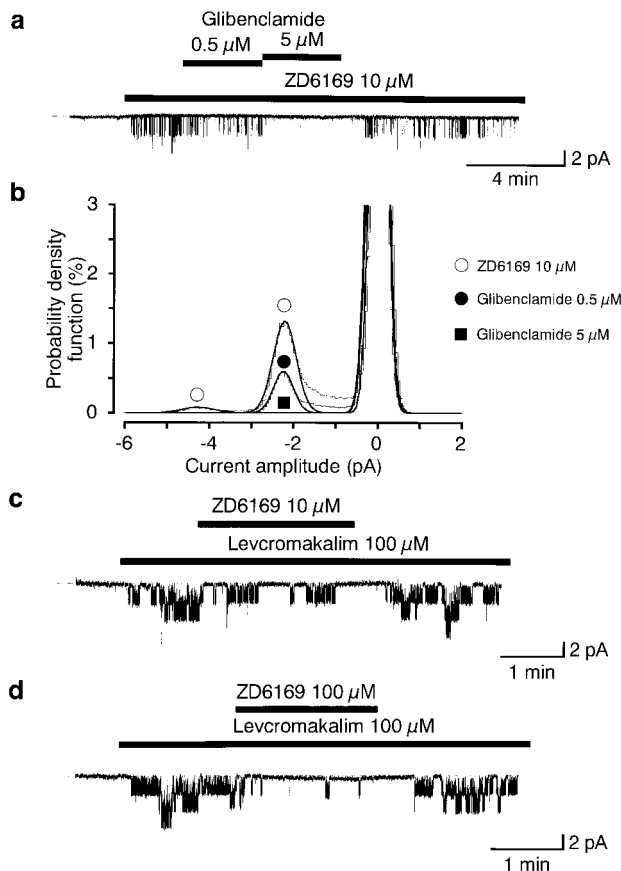 a
Glibenclamide
0.5 µM
5 µM
ZD6169 10 µM
2 pA
4 min
b
Probability density
function (%)
3
2
1
0
-6
-4
-2
0
2
Current amplitude (pA)
ZD6169 10 µM
Glibenclamide 0.5 µM
Glibenclamide 5 µM
c
ZD6169 10 µM
Levcromakalim 100 µM
2 pA
1 min
d
ZD6169 100 µM
Levcromakalim 100 µM
2 pA
1 min